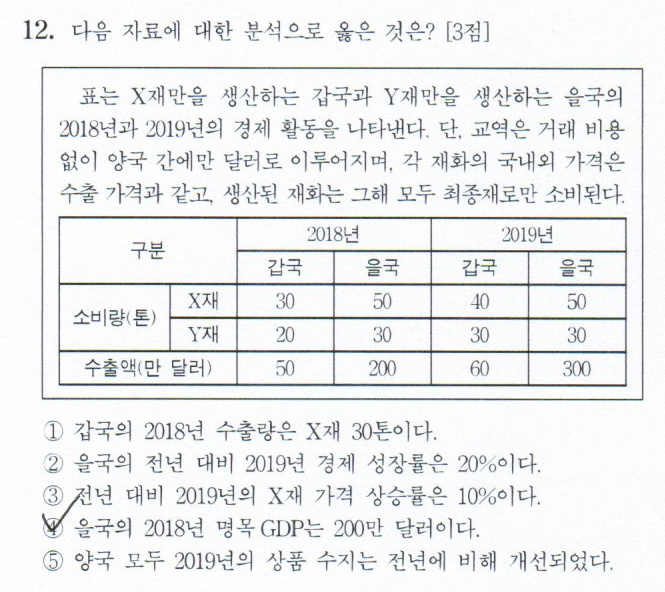 12. 다음 자료에 대한 분석으로 옳은 것은? [3점]
표는 X재만을 생산하는 갑국과 Y재만을 생산하는 을국의
2018년과 2019년의 경제 활동을 나타낸다. 단, 교역은 거래 비용
없이 양국 간에만 달러로 이루어지며, 각 재화의 국내외 가격은
수출 가격과 같고, 생산된 재화는 그해 모두 최종재로만 소비된다.
구분 2018년 2019년
갑국 을국 갑국 을국
소비량(톤) X재 30 50 40 50
Y재 20 30 30 30
수출액(만 달러) 50 200 60 300
① 갑국의 2018년 수출량은 X재 30톤이다.
② 을국의 전년 대비 2019년 경제 성장률은 20%이다.
③ 전년 대비 2019년의 X재 가격 상승률은 10%이다.
④ 을국의 2018년 명목 GDP는 200만 달러이다.
⑤ 양국 모두 2019년의 상품 수지는 전년에 비해 개선되었다.